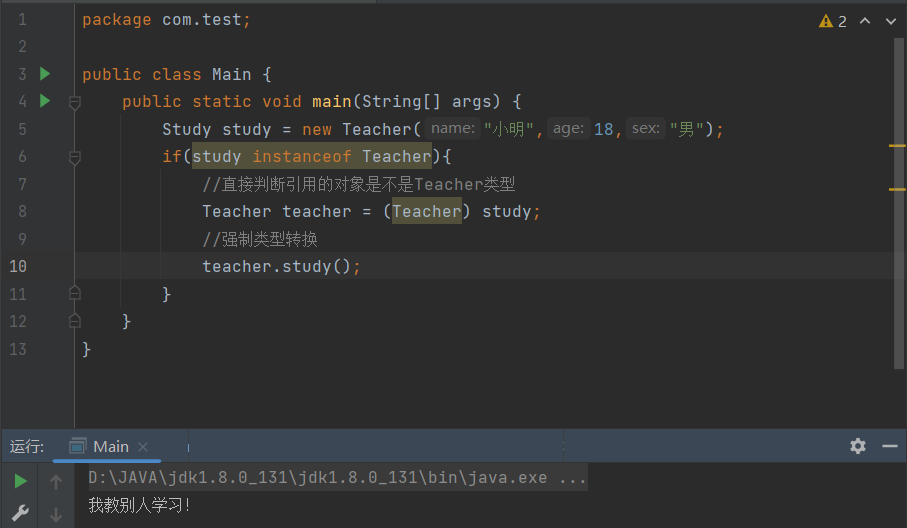 1 package com.test;
2
3 public class Main {
4 public static void main(String[] args) {
5 Study study = new Teacher( name: "小明", age: 18, sex: "男");
6 if(study instanceof Teacher){
7 //直接判断引用的对象是不是Teacher类型
8 Teacher teacher = (Teacher) study;
9 //强制类型转换
10 teacher.study();
11 }
12 }
13 }
2
运行: Main
D:\JAVA\jdk1.8.0_131\jdk1.8.0_131\bin\java.exe ...
我教别人学习！